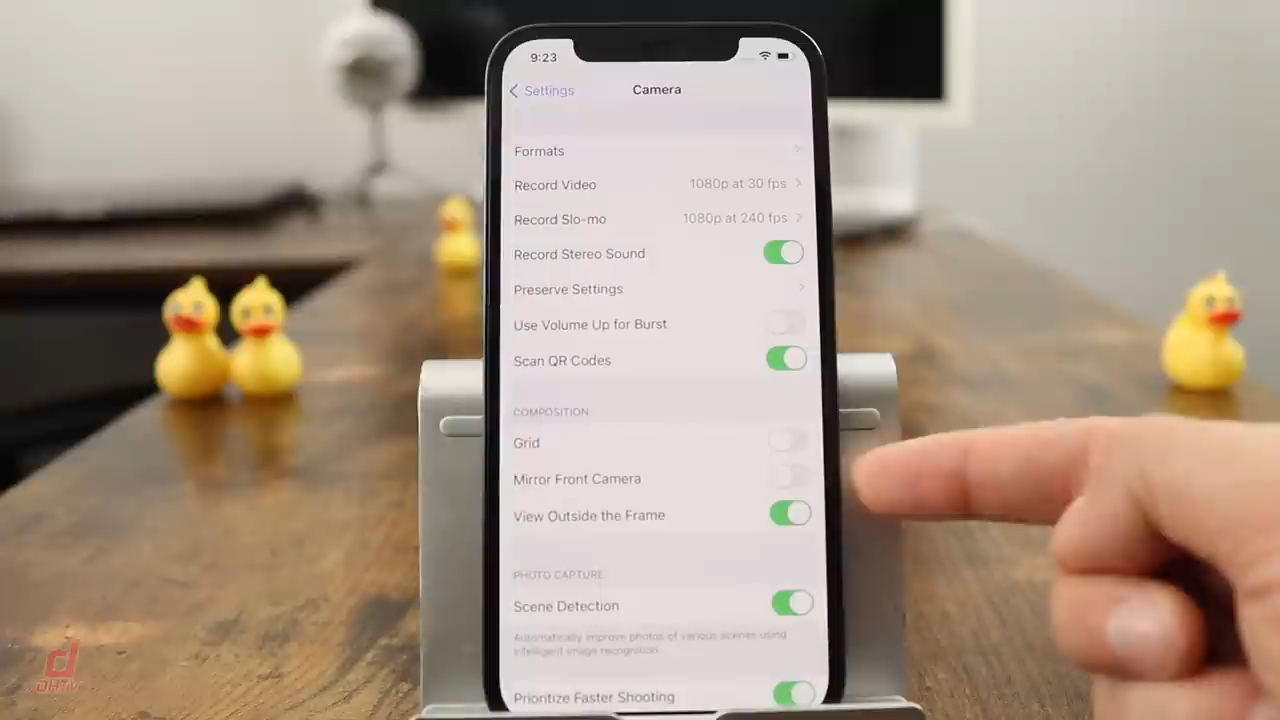 9:23
Settings
Camera
Formats
Record Video 1080p at 30 fps
Record Slo-mo 1080p at 240 fps
Record Stereo Sound
Preserve Settings
Use Volume Up for Burst
Scan QR Codes
COMPOSITION
Grid
Mirror Front Camera
View Outside the Frame
PHOTO CAPTURE
Scene Detection
Automatically improve photos of various scenes using
intelligent image recognition.
Prioritize Faster Shooting
d
DHTV